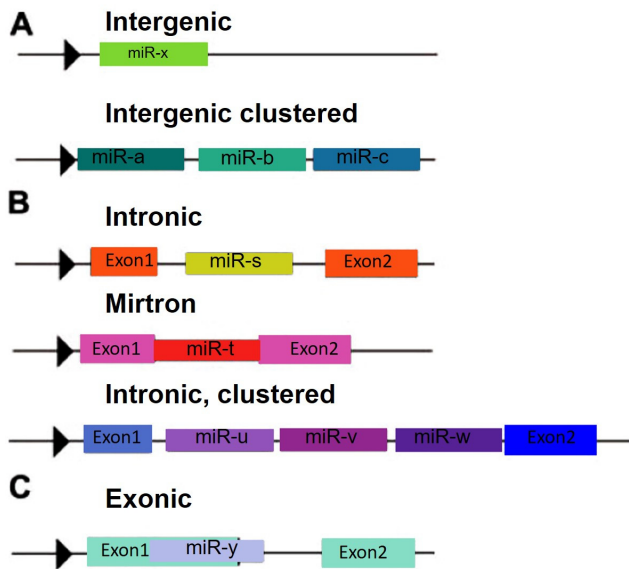 A Intergenic
miR-x
Intergenic clustered
miR-a miR-b miR-c
B
Intronic
Exon1 miR-s Exon2
Mirtron
Exon1 miR-t Exon2
Intronic, clustered
Exon1 miR-u miR-v miR-w Exon2
C
Exonic
Exon1 miR-y Exon2